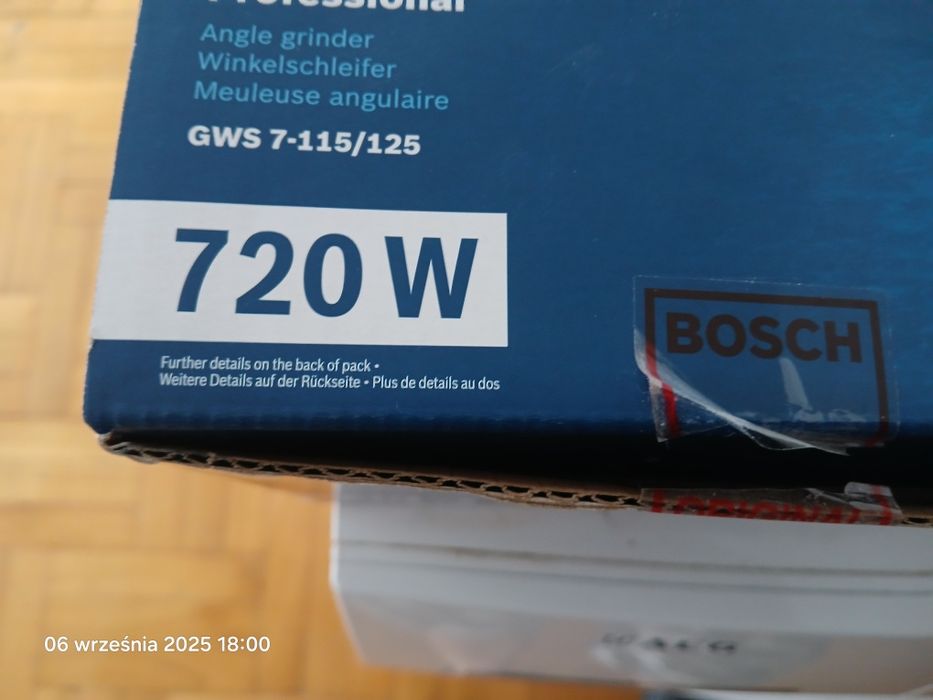 Professional
Angle grinder
Winkelschleifer
Meuleuse angulaire
GWS 7-115/125
720 W
Further details on the back of pack •
Weitere Details auf der Rückseite • Plus de details au dos
BOSCH
06 września 2025 18:00